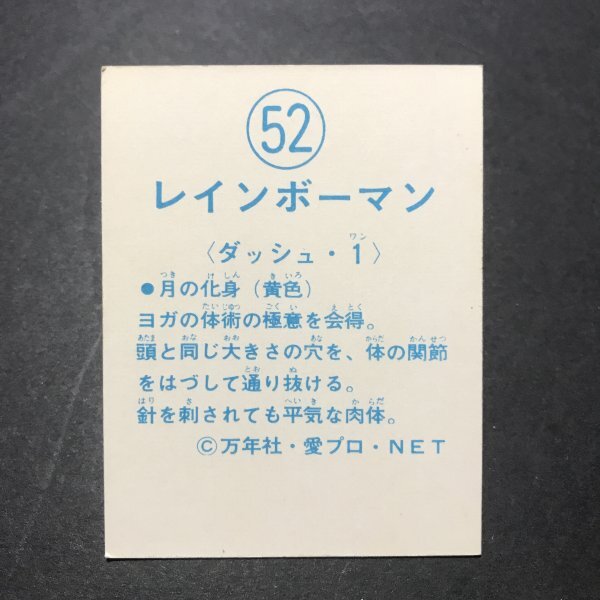 52
レインボーマン
〈ダッシュ・1〉
●月の化身（黄色）
ヨガの体術の極意を会得。
頭と同じ大きさの穴を、体の関節
をはづして通り抜ける。
針を刺されても平気な肉体。
©万年社・愛プロ・NET